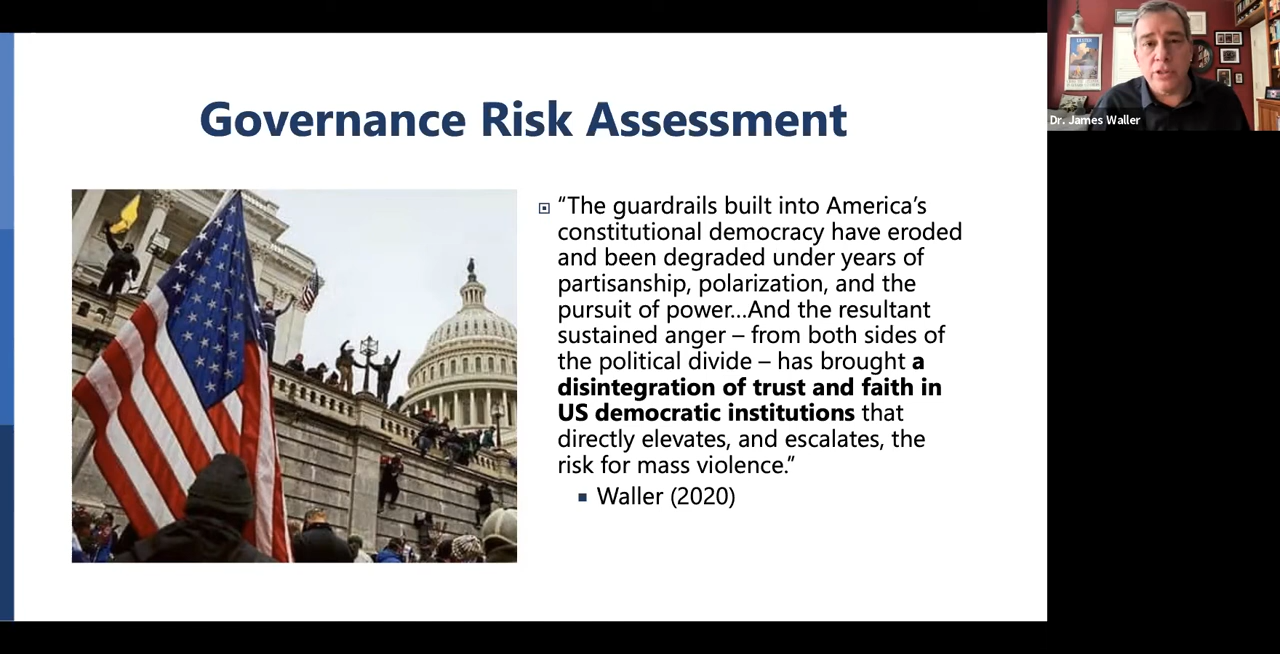 Governance Risk Assessment
“The guardrails built into America’s
constitutional democracy have eroded
and been degraded under years of
partisanship, polarization, and the
pursuit of power…And the resultant
sustained anger – from both sides of
the political divide – has brought a
disintegration of trust and faith in
US democratic institutions that
directly elevates, and escalates, the
risk for mass violence.”
Waller (2020)
Dr. James Waller